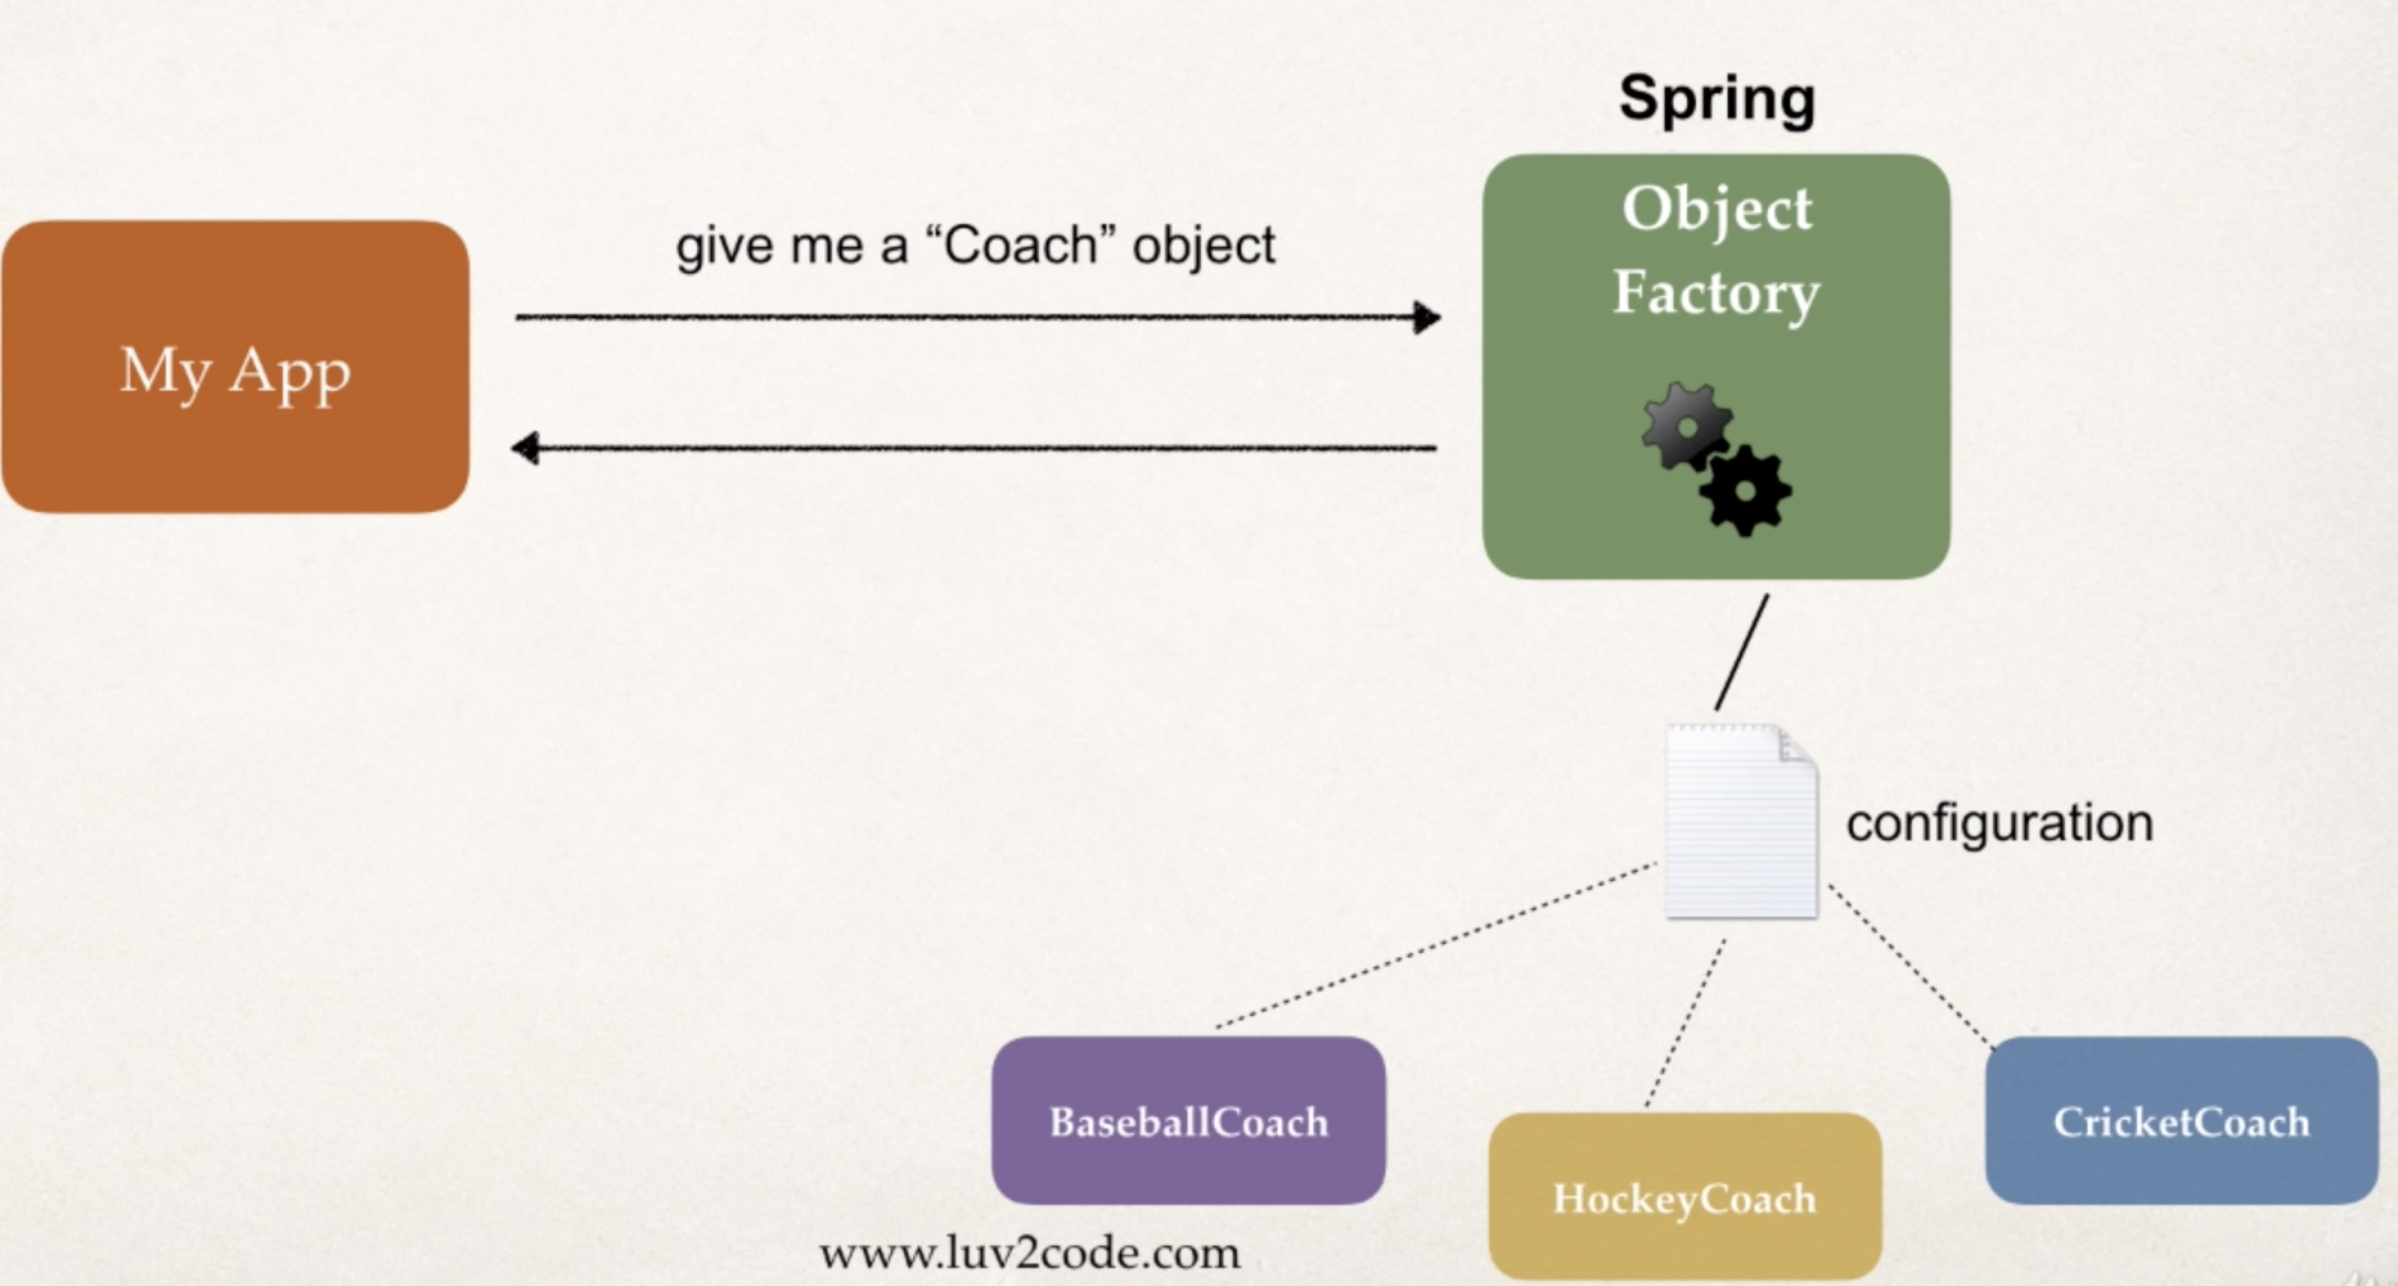 Spring
Object
Factory
give me a “Coach” object
My App
configuration
BaseballCoach
HockeyCoach
CricketCoach
www.luv2code.com